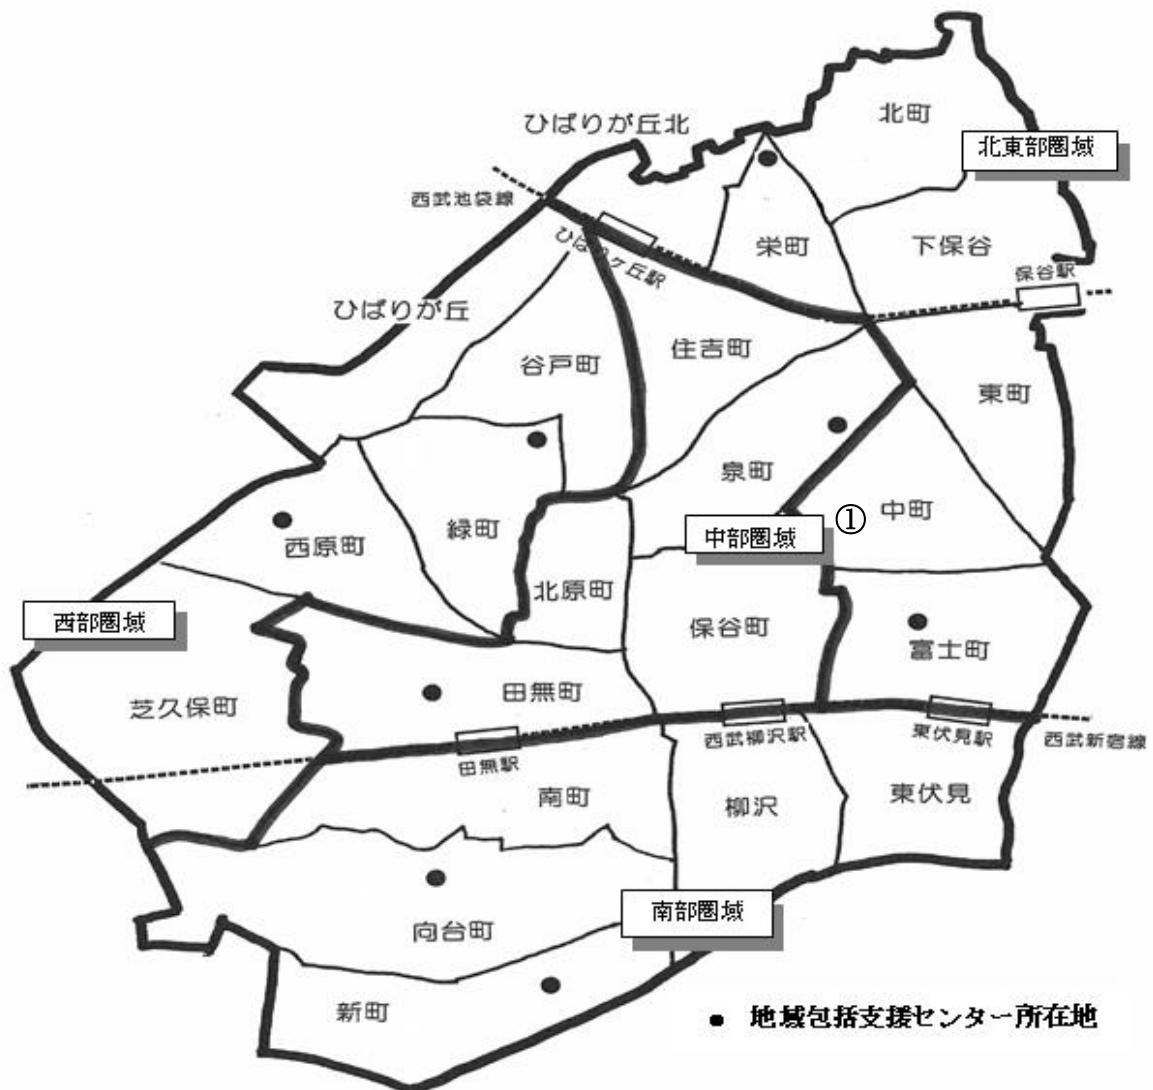 北町
ひばりが丘北
北東部圏域
西武池袋線
栄町
下保谷
ひばりヶ丘駅
保谷駅
ひばりが丘
住吉町
谷戸町
東町
泉町
①
中町
緑町
中部圏域
西原町
北原町
西部圏域
保谷町
富士町
田無町
芝久保町
西武柳沢駅
東伏見駅
西武新宿線
田無駅
南町
柳沢
東伏見
南部圏域
向台町
新町
● 地域包括支援センター所在地